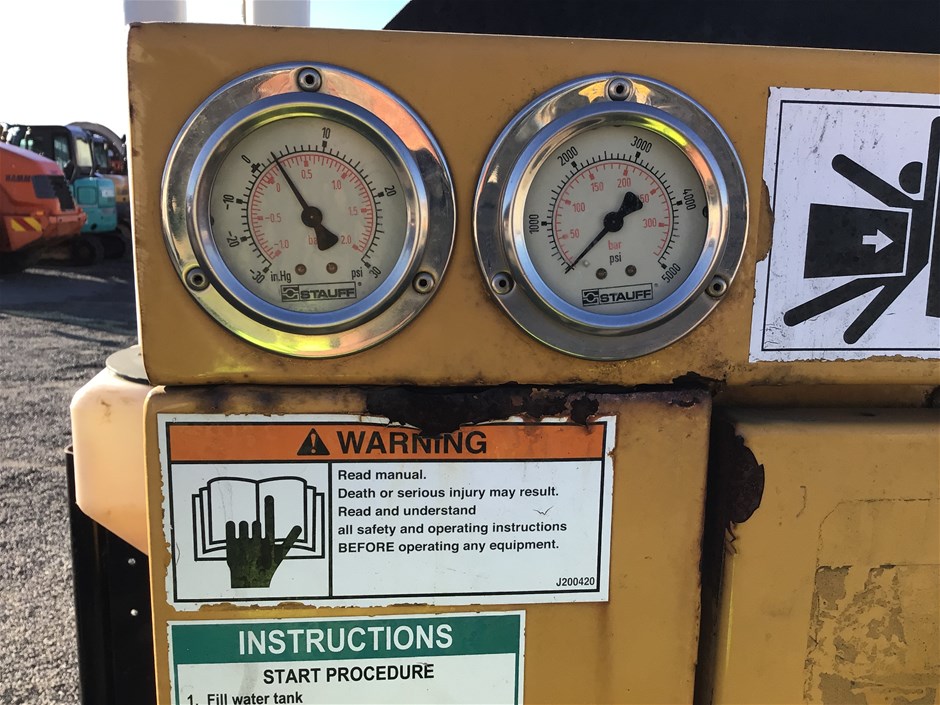 10
0
0.5
20
-10
0
1.0
-0.5
1.5
-20
-1.0
bar
2.0
-30
in.Hg
psi
30
STAUFF
3000
2000
200
4000
150
1000
100
300
50
bar
psi
5000
STAUFF
WARNING
Read manual.
Death or serious injury may result.
Read and understand
all safety and operating instructions
BEFORE operating any equipment.
J200420
INSTRUCTIONS
START PROCEDURE
1. Fill water tank